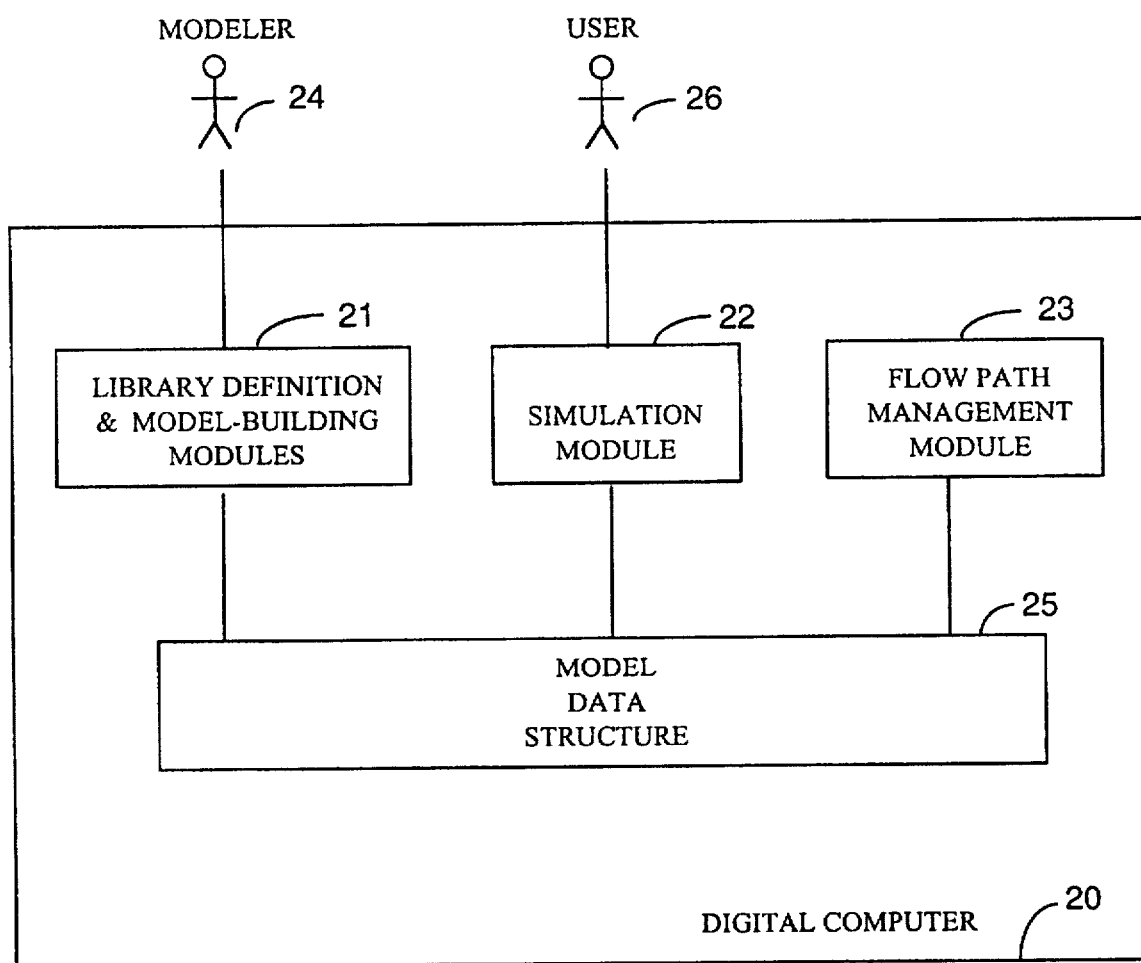 MODELER
USER
24
26
21
22
23
LIBRARY DEFINITION
& MODEL-BUILDING
MODULES
SIMULATION
MODULE
FLOW PATH
MANAGEMENT
MODULE
25
MODEL
DATA
STRUCTURE
DIGITAL COMPUTER
20